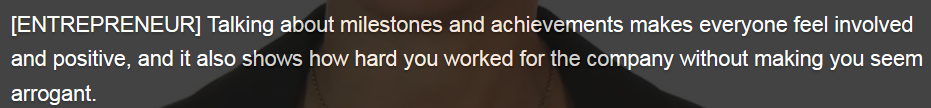 [ENTREPRENEUR] Talking about milestones and achievements makes everyone feel involved
and positive, and it also shows how hard you worked for the company without making you seem
arrogant.